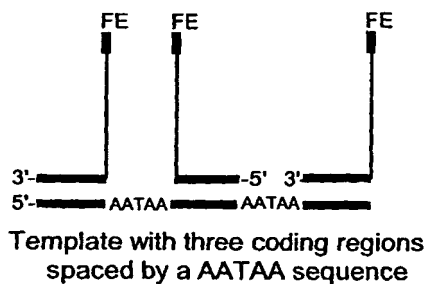 FE FE FE
3'- -5' 3'-
5'- AATAA AATAA
Template with three coding regions
spaced by a AATAA sequence